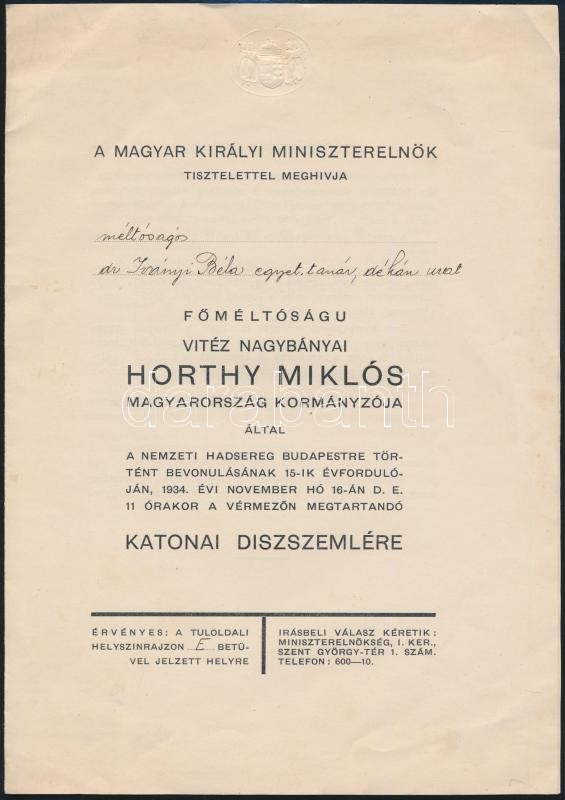 A MAGYAR KIRÁLYI MINISZTERELNÖK
TISZTELETTEL MEGHIVJA
méltóságos
dr Iványi Béla egyet. tanár, dékán urat
FŐMÉLTÓSÁGU
VITÉZ NAGYBÁNYAI
HORTHY MIKLÓS
MAGYARORSZÁG KORMÁNYZÓJA
ÁLTAL
A NEMZETI HADSEREG BUDAPESTRE TÖR-
TÉNT BEVONULÁSÁNAK 15-IK ÉVFORDULÓ-
JÁN, 1934. ÉVI NOVEMBER HÓ 16-ÁN D. E.
11 ÓRAKOR A VÉRMEZŐN MEGTARTANDÓ
KATONAI DISZSZEMLÉRE
ÉRVÉNYES: A TULOLDALI
HELYSZINRAJZON E BETŰ-
VEL JELZETT HELYRE
IRÁSBELI VÁLASZ KÉRETIK:
MINISZTERELNÖKSÉG, I. KER.,
SZENT GYÖRGY-TÉR 1. SZÁM.
TELEFON: 600—10.
darabanth